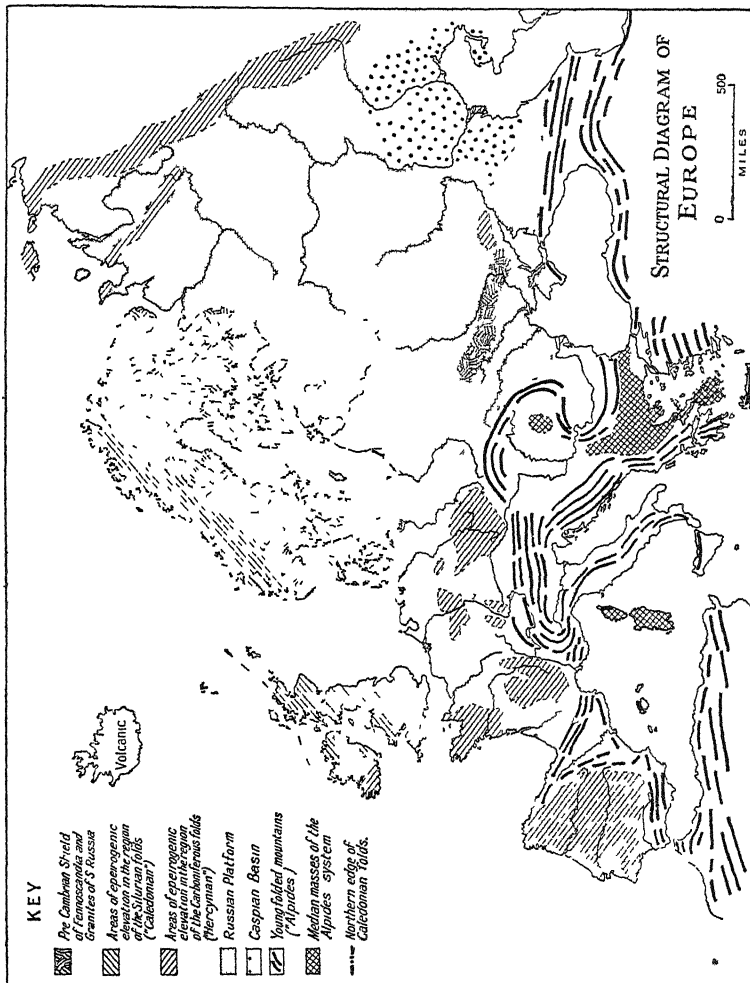 KEY
Pre Cambrian Shield
of Fennoscandia and
Granites of S Russia
Areas of epeirogenic
elevation in the region
of the Silurian folds
("Caledonian")
Areas of epeirogenic
elevation in the region
of the Carboniferous folds
("Hercynian")
Russian Platform
Caspian Basin
Young folded mountains
("Alpides")
Median masses of the
Alpides system
Northern edge of
Caledonian folds.
Volcanic
STRUCTURAL DIAGRAM OF
EUROPE
0 500
MILES